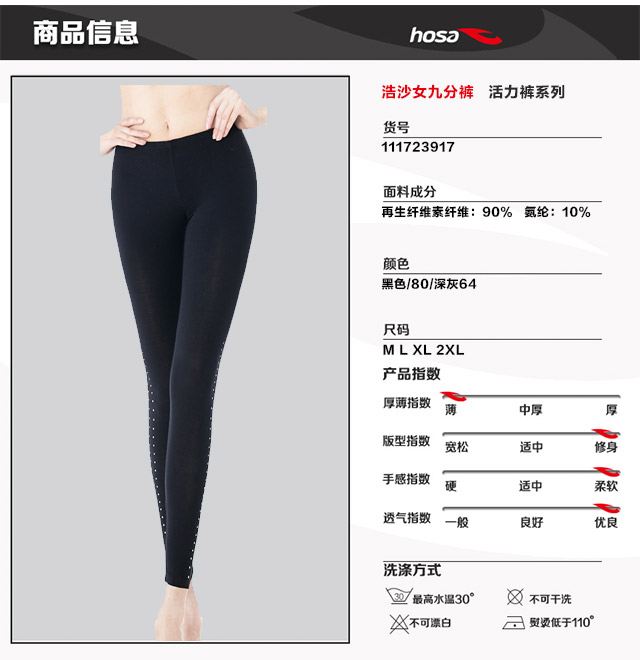 商品信息
hosa
浩沙女九分裤 活力裤系列
货号
111723917
面料成分
再生纤维素纤维：90% 氨纶：10%
颜色
黑色/80/深灰64
尺码
M L XL 2XL
产品指数
厚薄指数
薄 中厚 厚
版型指数
宽松 适中 修身
手感指数
硬 适中 柔软
透气指数
一般 良好 优良
洗涤方式
30 最高水温30° 不可干洗
不可漂白 熨烫低于110°